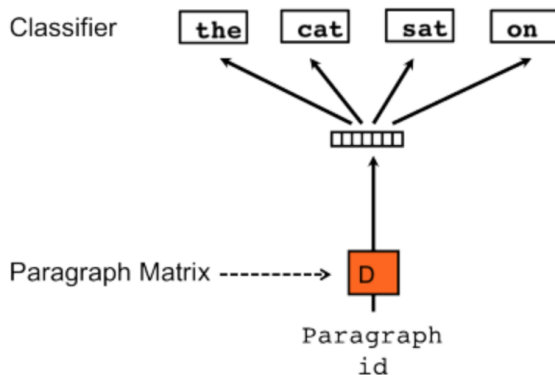 Classifier
the cat sat on
Paragraph Matrix
D
Paragraph
id